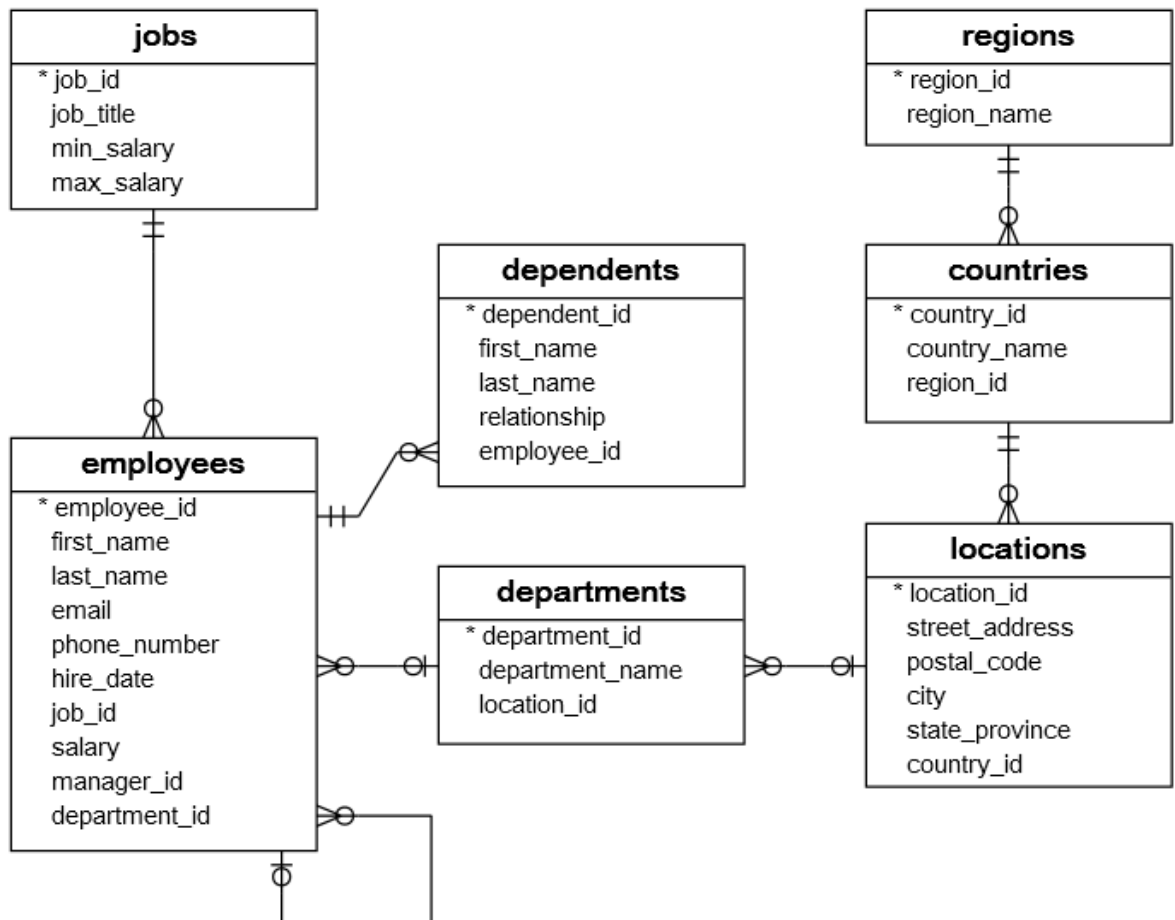 jobs
* job_id
job_title
min_salary
max_salary
regions
* region_id
region_name
dependents
* dependent_id
first_name
last_name
relationship
employee_id
countries
* country_id
country_name
region_id
employees
* employee_id
first_name
last_name
email
phone_number
hire_date
job_id
salary
manager_id
department_id
departments
* department_id
department_name
location_id
locations
* location_id
street_address
postal_code
city
state_province
country_id